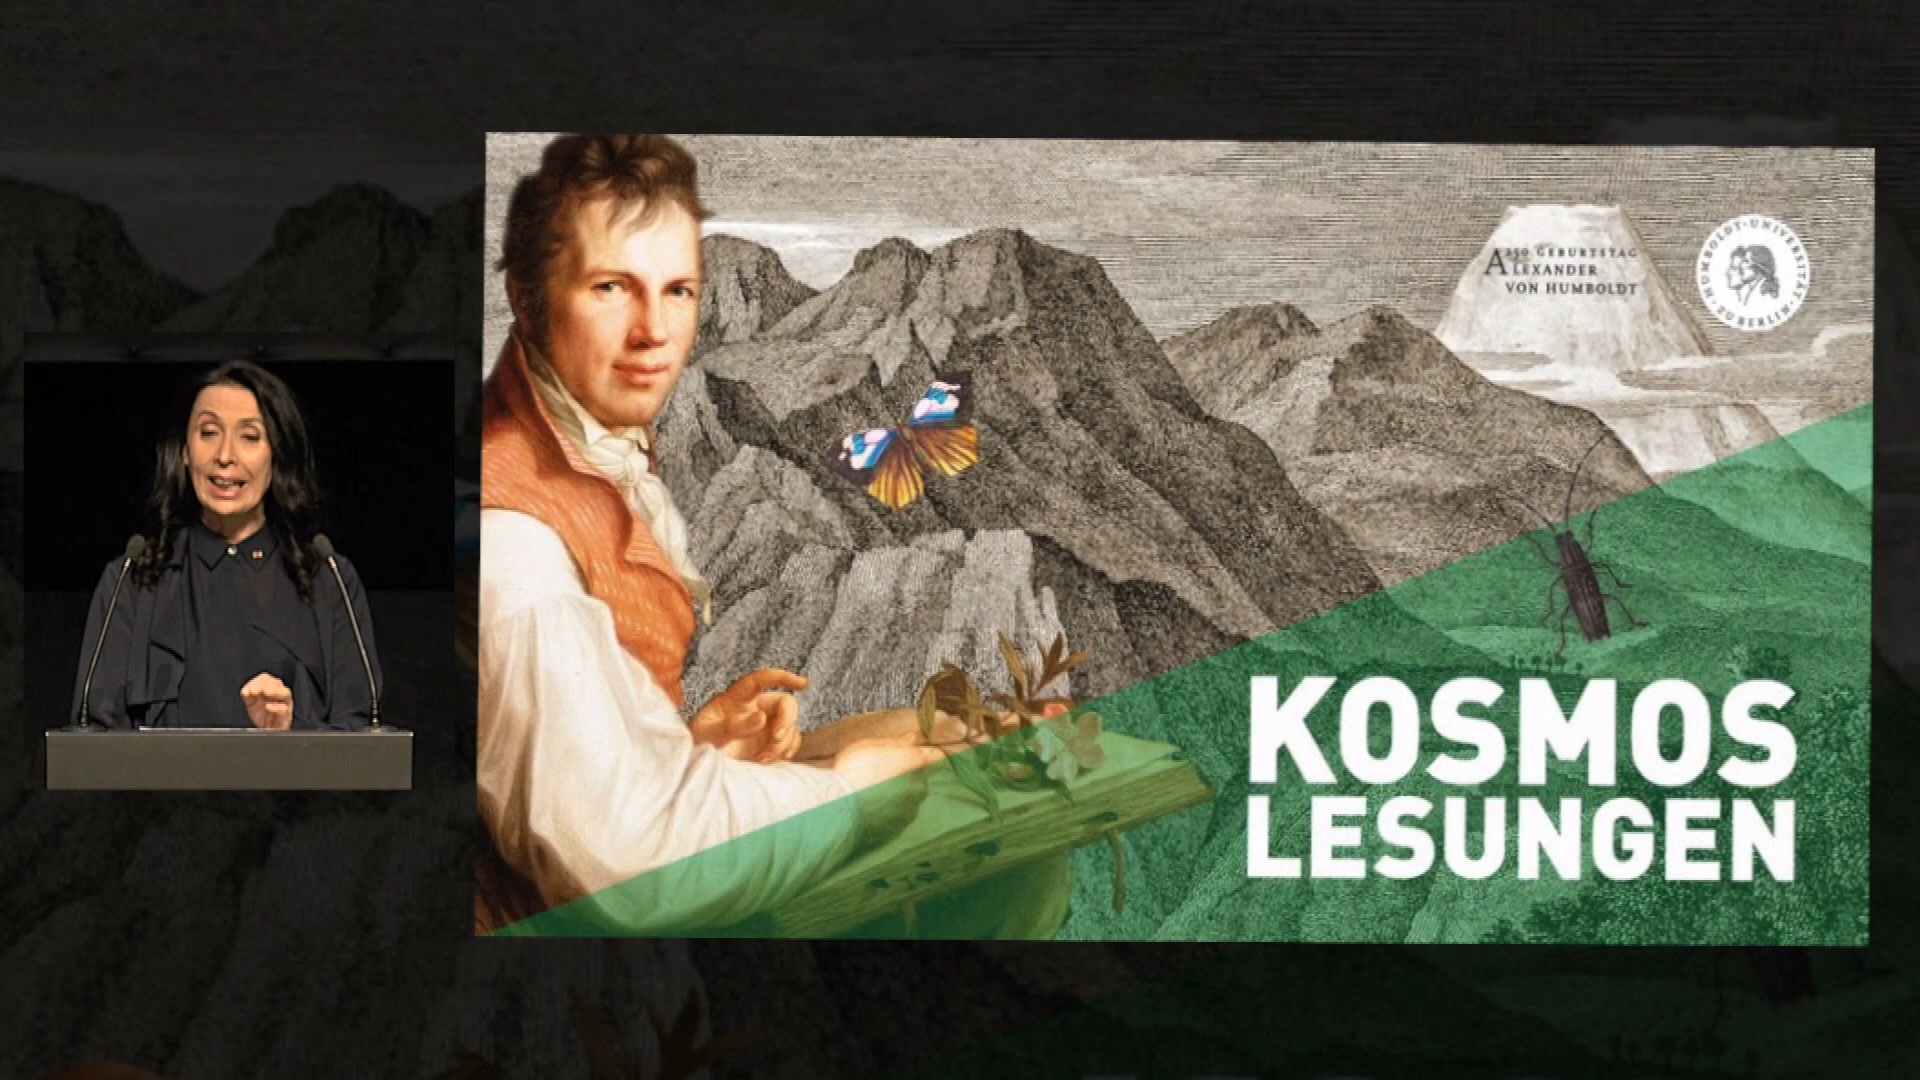 250 GEBURTSTAG
ALEXANDER
VON HUMBOLDT
HUMBOLDT-UNIVERSITÄT
ZU BERLIN
KOSMOS
LESUNGEN